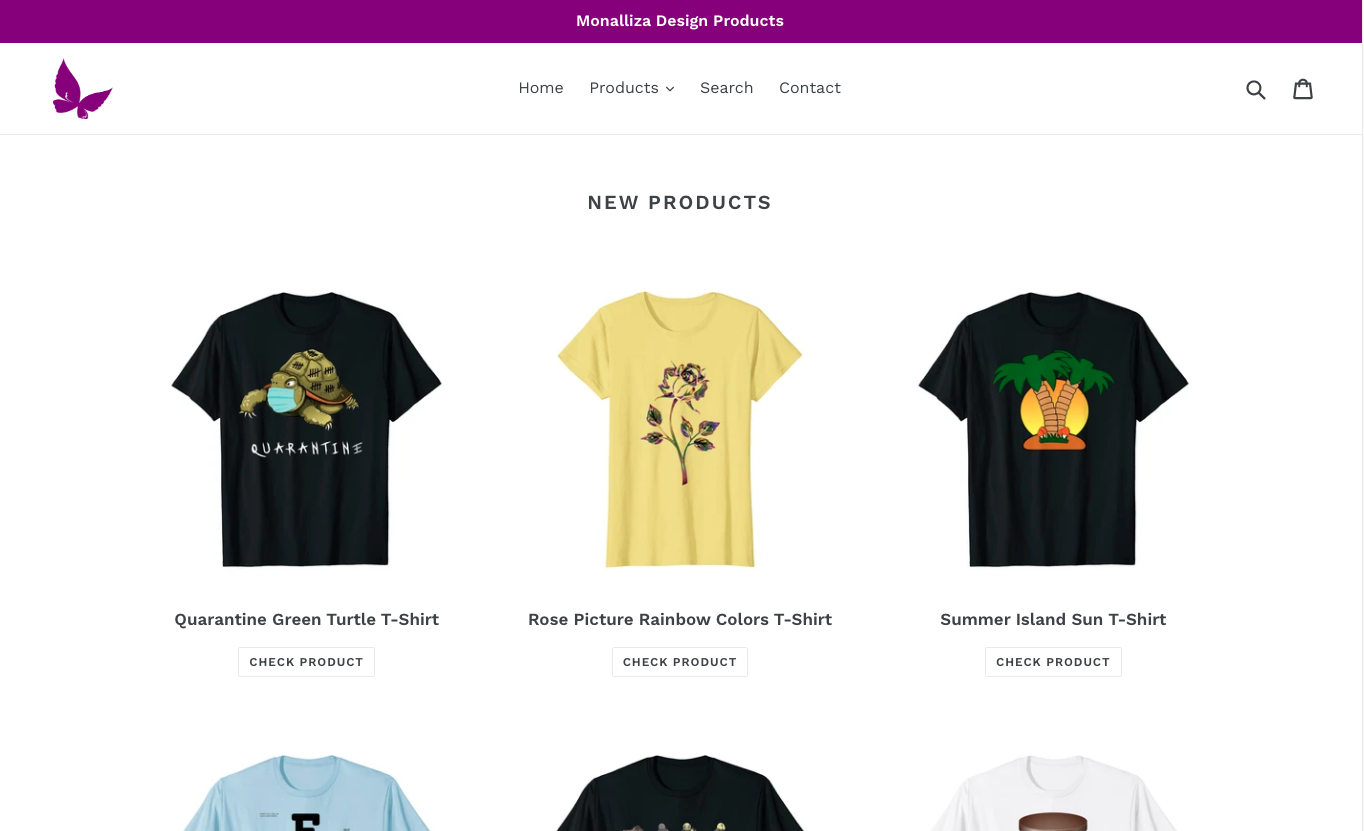 Monalliza Design Products
Home Products Search Contact
NEW PRODUCTS
QUARANTINE
Quarantine Green Turtle T-Shirt Rose Picture Rainbow Colors T-Shirt Summer Island Sun T-Shirt
CHECK PRODUCT CHECK PRODUCT CHECK PRODUCT
E